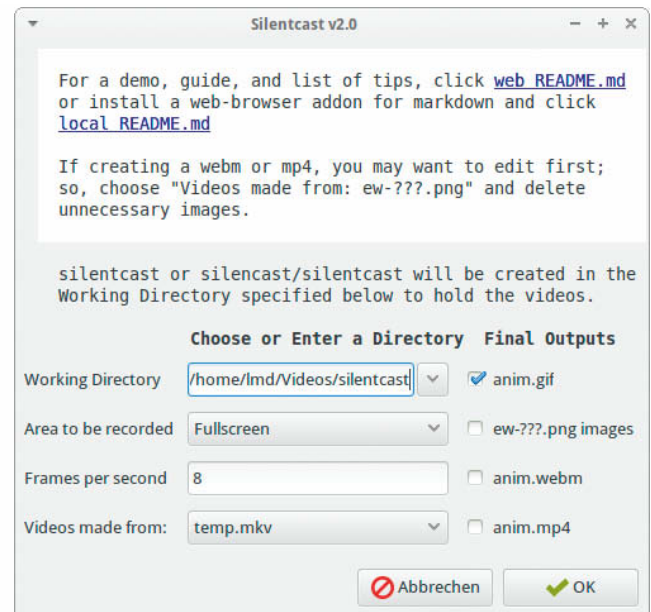 Silentcast v2.0
For a demo, guide, and list of tips, click web README.md
or install a web-browser addon for markdown and click
local README.md
If creating a webm or mp4, you may want to edit first;
so, choose "Videos made from: ew-???.png" and delete
unnecessary images.
silentcast or silencast/silentcast will be created in the
Working Directory specified below to hold the videos.
Choose or Enter a Directory Final Outputs
Working Directory /home/lmd/Videos/silentcast anim.gif
Area to be recorded Fullscreen ew-???.png images
Frames per second 8 anim.webm
Videos made from: temp.mkv anim.mp4
Abbrechen OK